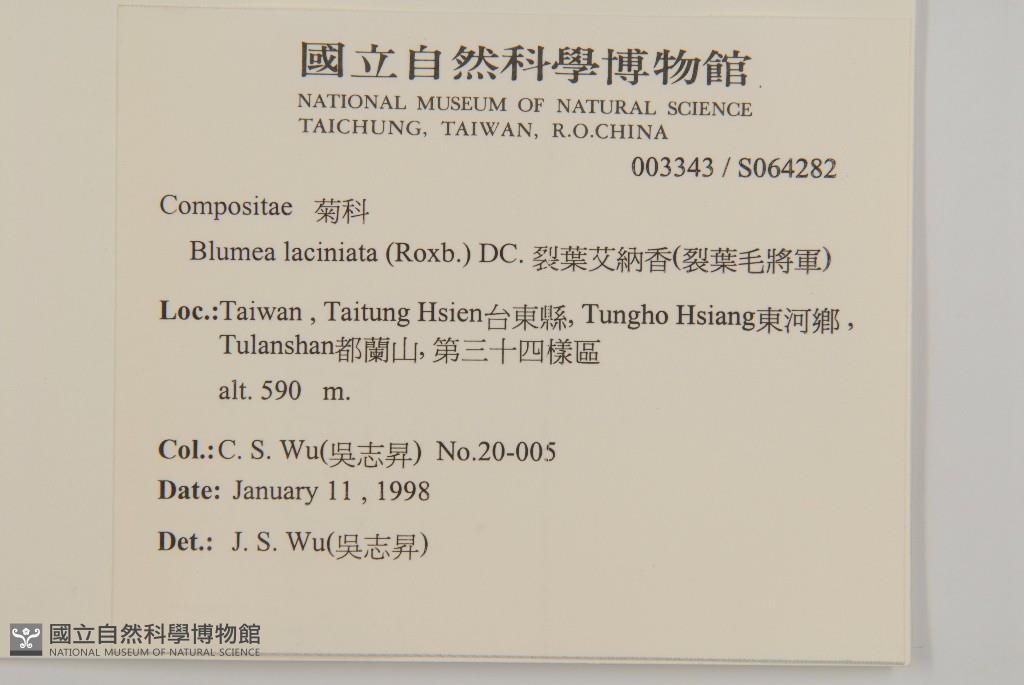 國立自然科學博物館
NATIONAL MUSEUM OF NATURAL SCIENCE
TAICHUNG, TAIWAN, R.O.CHINA
003343 / S064282
Compositae 菊科
Blumea laciniata (Roxb.) DC. 裂葉艾納香(裂葉毛將軍)
Loc.:Taiwan , Taitung Hsien台東縣, Tungho Hsiang東河鄉 ,
Tulanshan都蘭山, 第三十四樣區
alt. 590 m.
Col.:C. S. Wu(吳志昇) No.20-005
Date: January 11 , 1998
Det.: J. S. Wu(吳志昇)
國立自然科學博物館
NATIONAL MUSEUM OF NATURAL SCIENCE